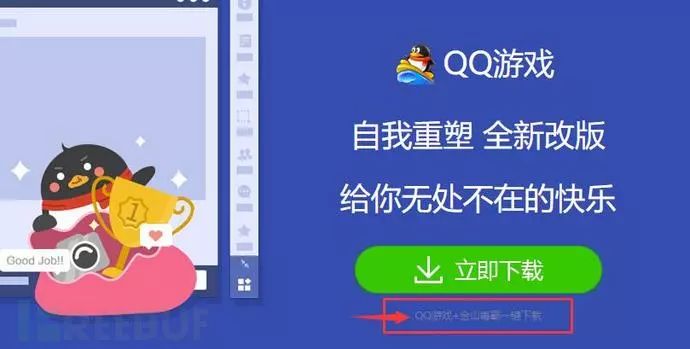 QQ游戏
自我重塑 全新改版
给你无处不在的快乐
立即下载
QQ游戏+金山毒霸一键下载
Good Job!!
1
REEBUF